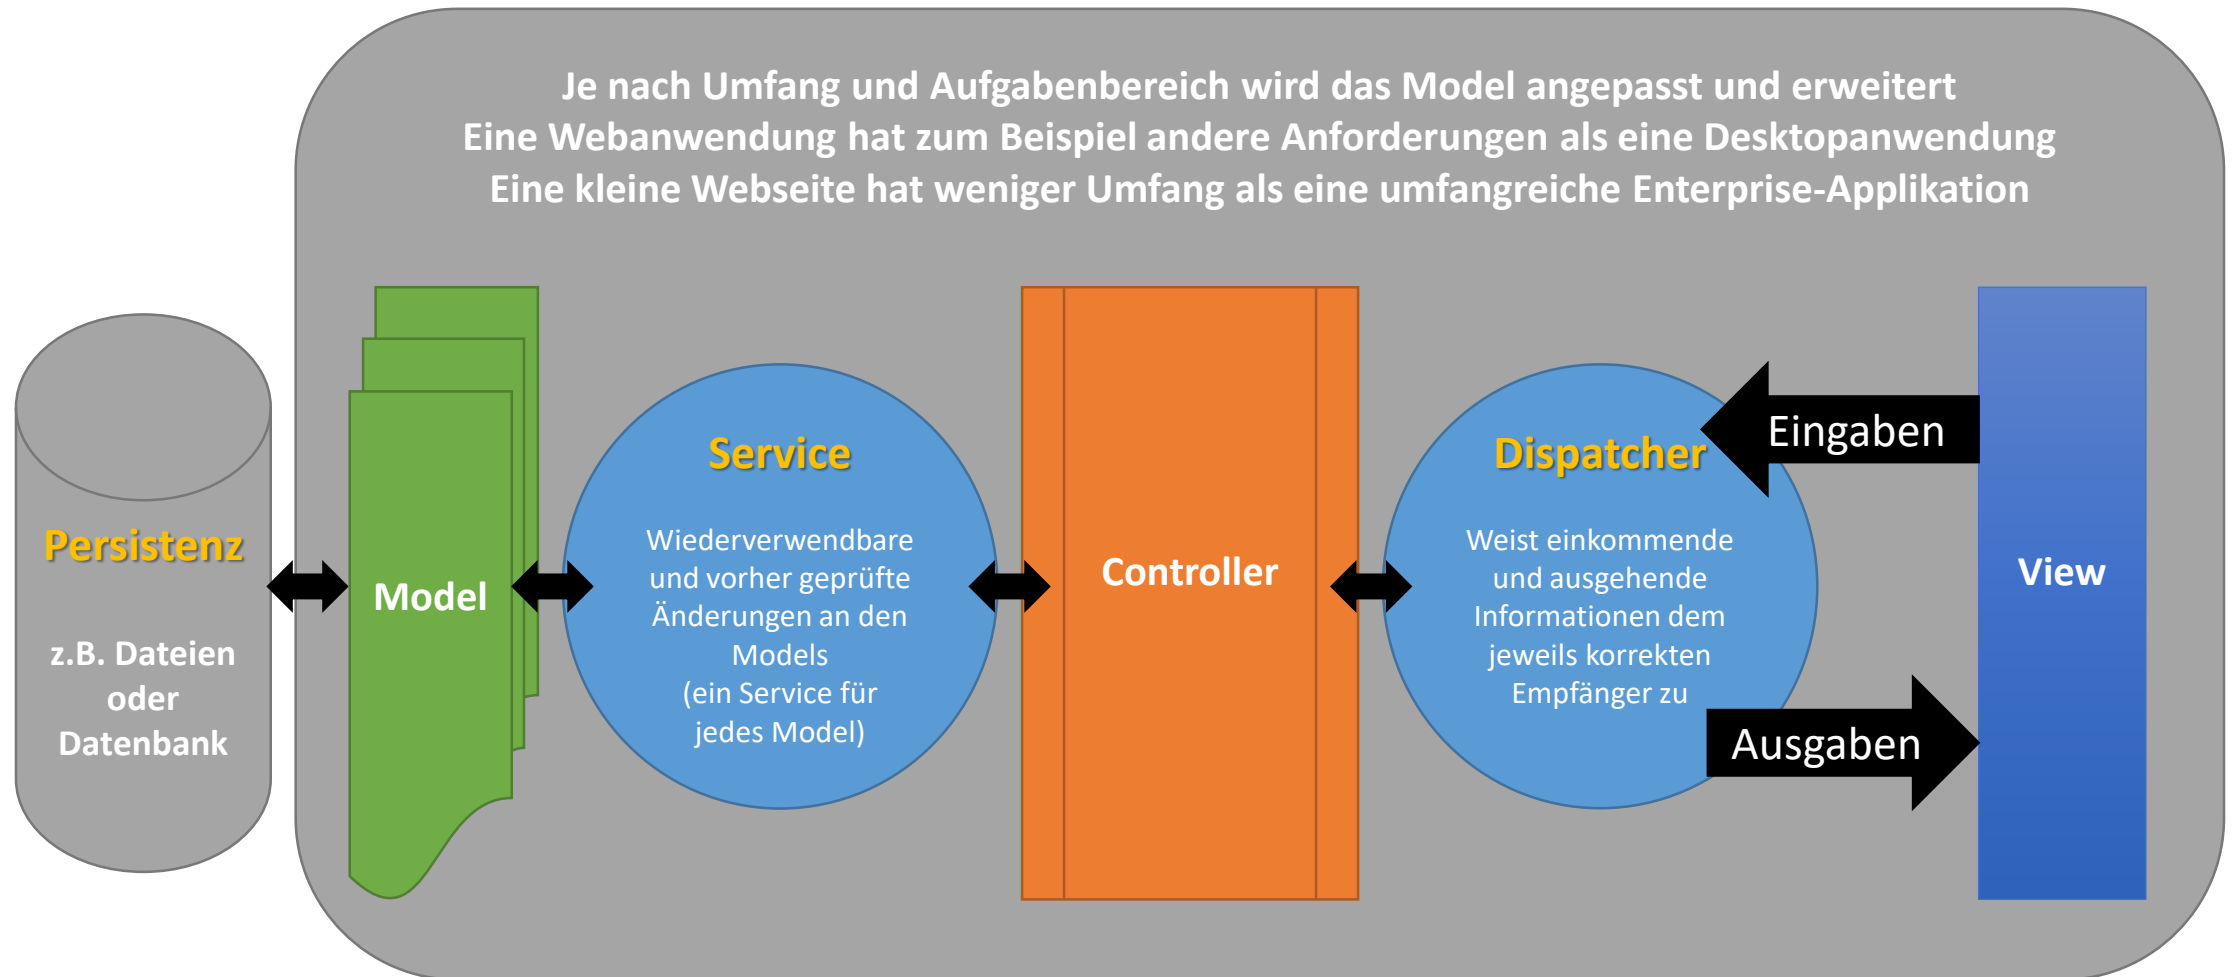 Je nach Umfang und Aufgabenbereich wird das Model angepasst und erweitert
Eine Webanwendung hat zum Beispiel andere Anforderungen als eine Desktopanwendung
Eine kleine Webseite hat weniger Umfang als eine umfangreiche Enterprise-Applikation
Persistenz
z.B. Dateien
oder
Datenbank
Model
Service
Wiederverwendbare
und vorher geprüfte
Änderungen an den
Models
(ein Service für
jedes Model)
Controller
Dispatcher
Weist einkommende
und ausgehende
Informationen dem
jeweils korrekten
Empfänger zu
Eingaben
Ausgaben
View